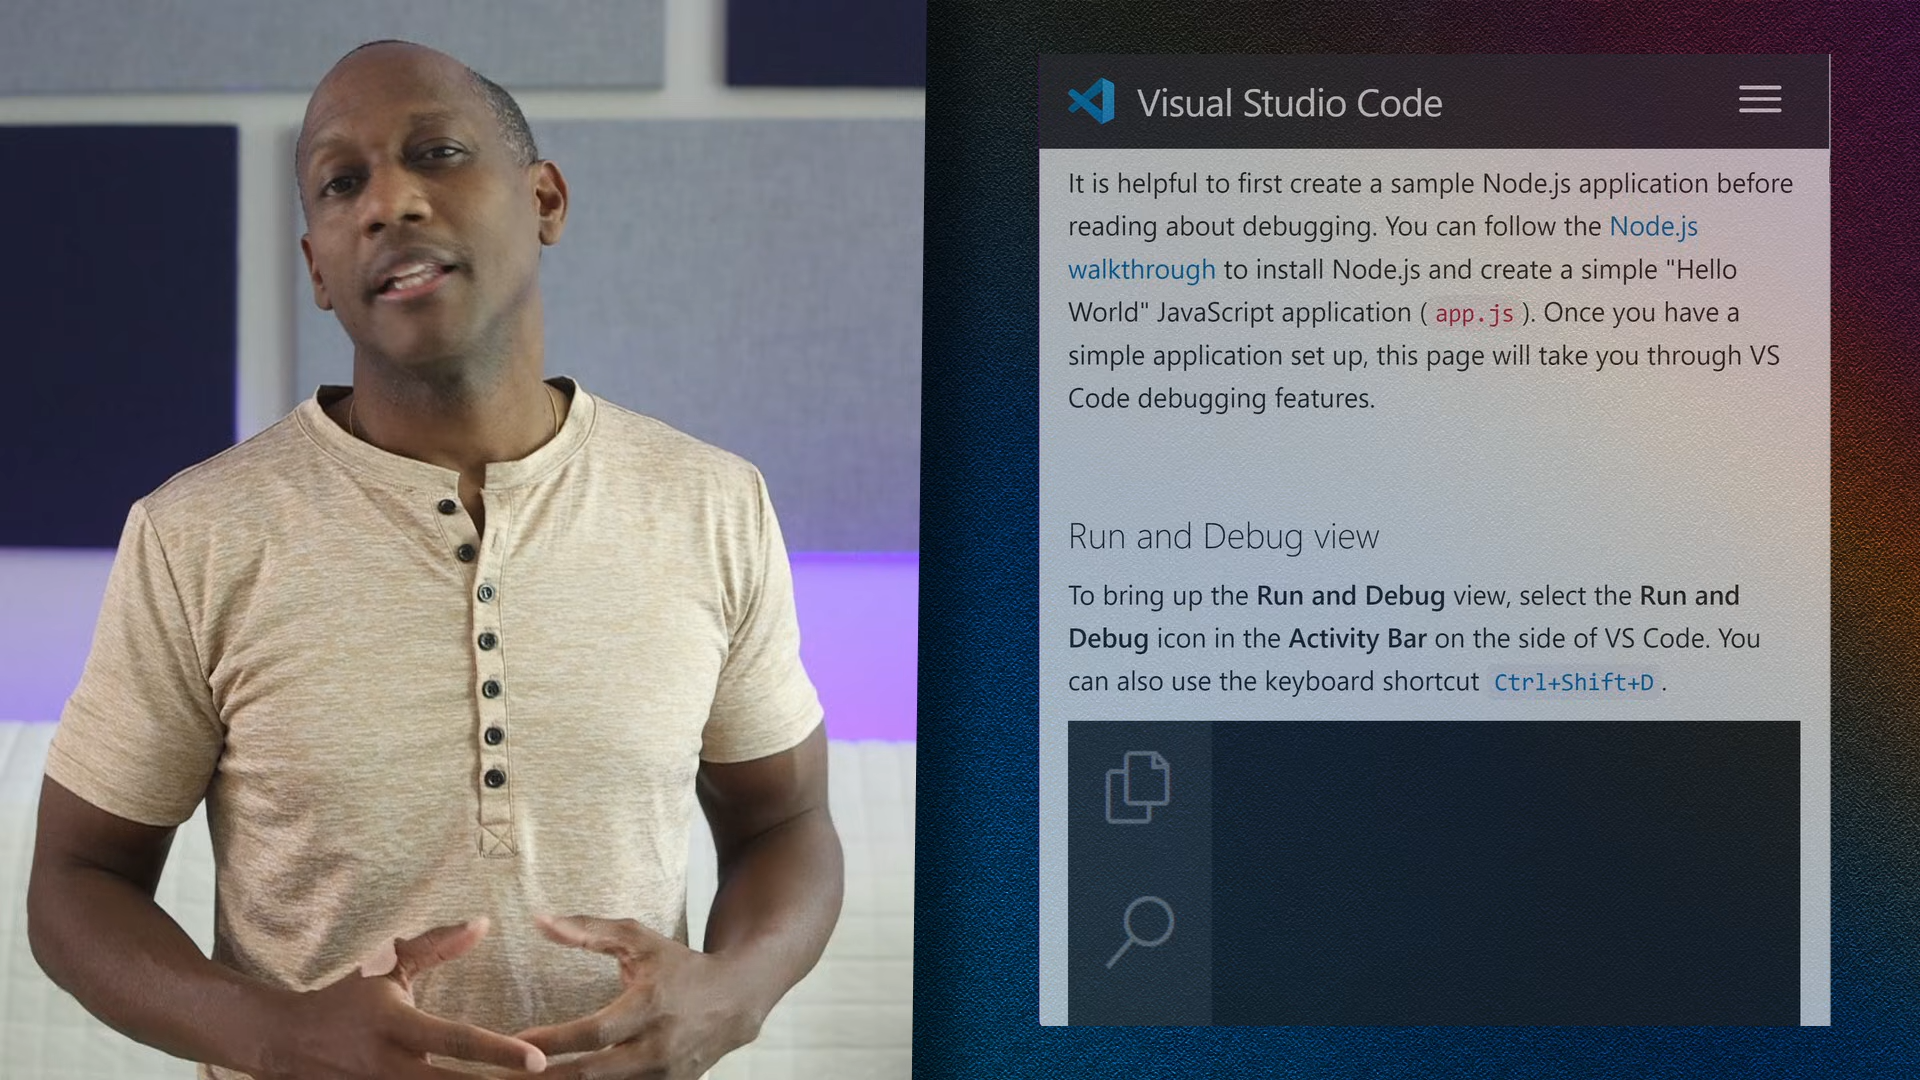 Visual Studio Code
It is helpful to first create a sample Node.js application before
reading about debugging. You can follow the Node.js
walkthrough to install Node.js and create a simple "Hello
World" JavaScript application ( app.js ). Once you have a
simple application set up, this page will take you through VS
Code debugging features.
Run and Debug view
To bring up the Run and Debug view, select the Run and
Debug icon in the Activity Bar on the side of VS Code. You
can also use the keyboard shortcut Ctrl+Shift+D .